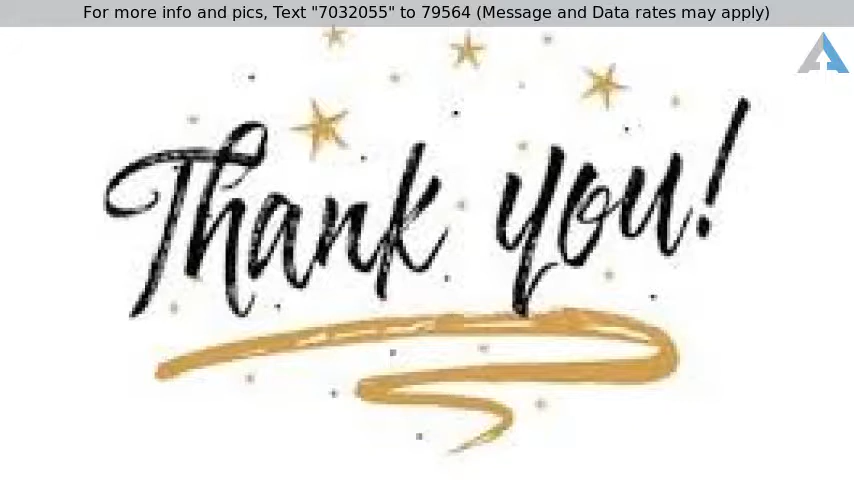 For more info and pics, Text "7032055" to 79564 (Message and Data rates may apply)
Thank you!